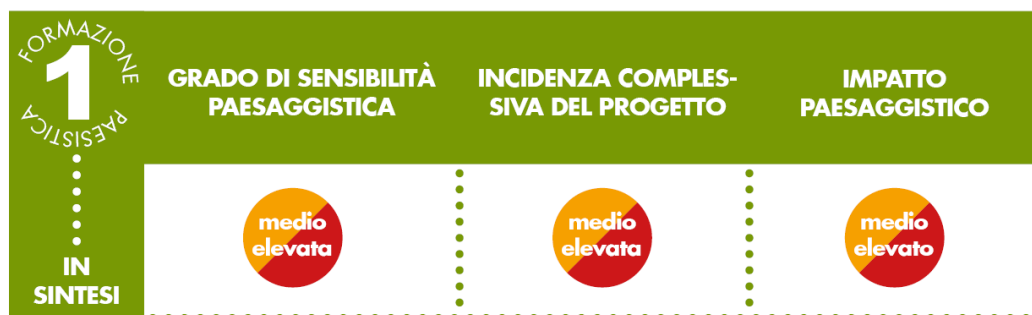 FORMAZIONE
1
PAESISTICA
GRADO DI SENSIBILITÀ
PAESAGGISTICA
INCIDENZA COMPLES-
SIVA DEL PROGETTO
IMPATTO
PAESAGGISTICO
IN
SINTESI
medio
elevata
medio
elevata
medio
elevato